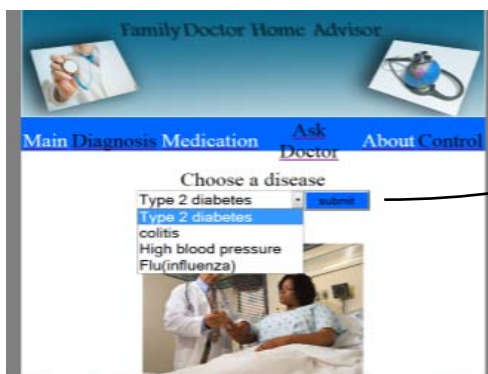 Family Doctor Home Advisor
Main Diagnosis Medication Ask Doctor About Control
Choose a disease
Type 2 diabetes submit
Type 2 diabetes
colitis
High blood pressure
Flu(influenza)